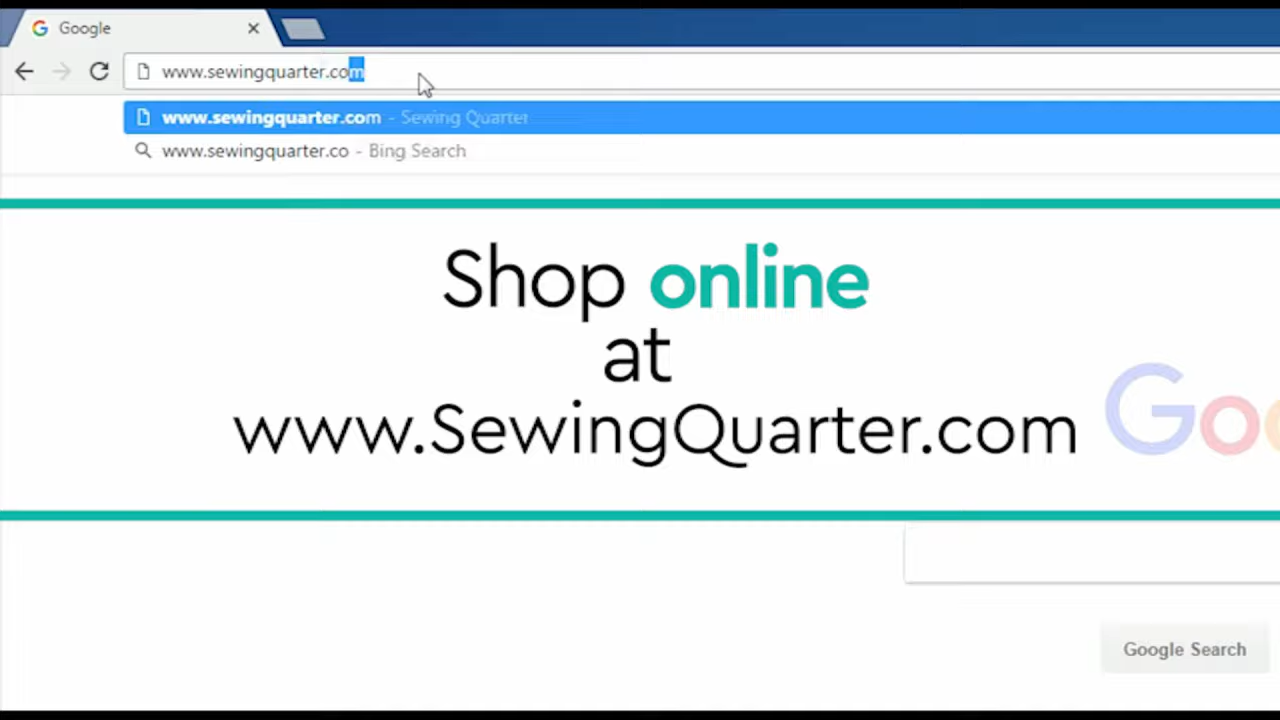 Google
www.sewingquarter.com
www.sewingquarter.com - Sewing Quarter
www.sewingquarter.co - Bing Search
Shop online
at
www.SewingQuarter.com
Goo
Google Search